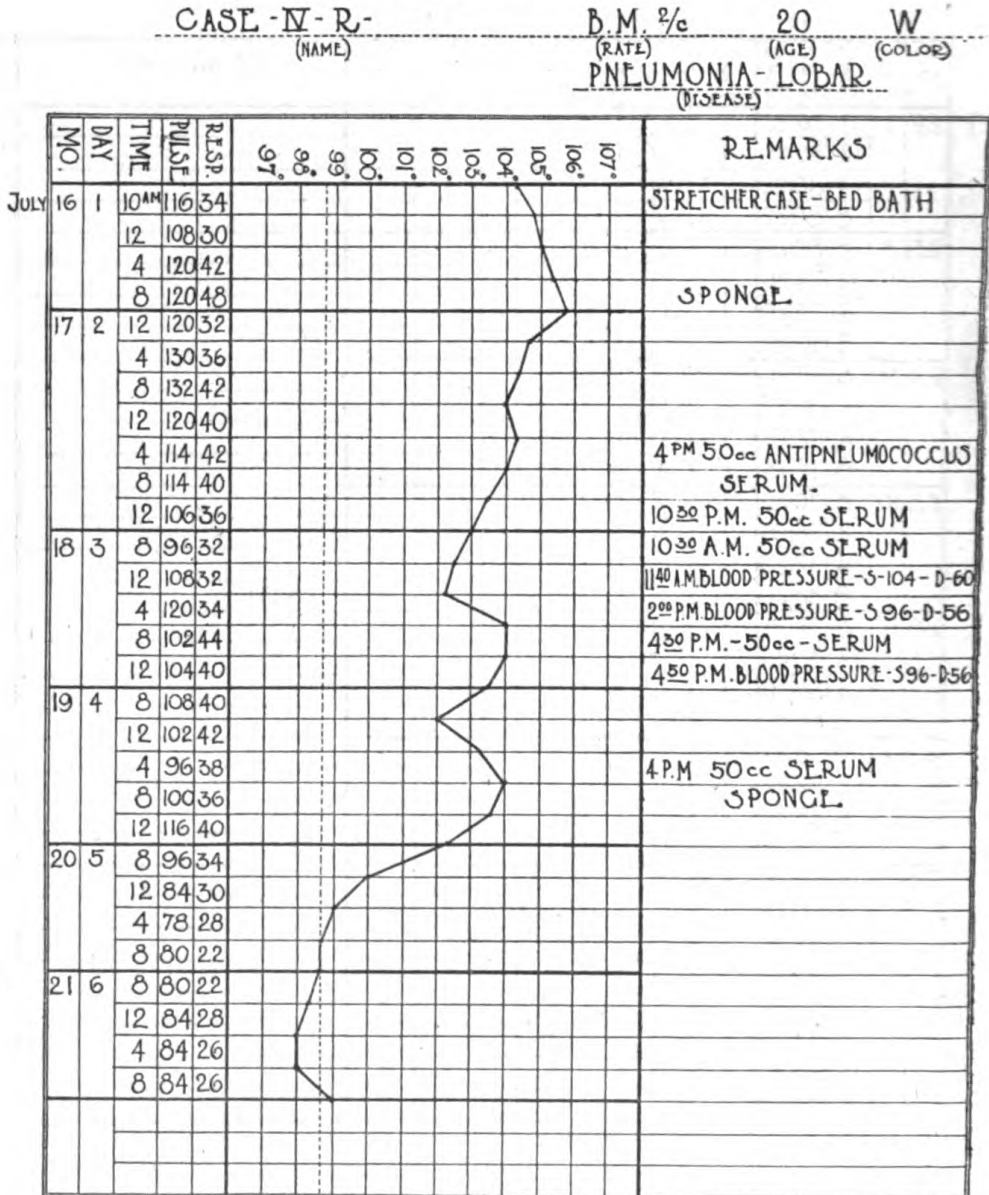 CASE -IV- R- B.M. 2/c 20 W
(NAME) (RATE) (AGE) (COLOR)
PNEUMONIA- LOBAR
(DISEASE)
MO. DAY TIME PULSE RESP. 97° 98° 99° 100° 101° 102° 103° 104° 105° 106° 107° REMARKS
JULY 16 1 10AM 116 34 STRETCHER CASE-BED BATH
12 108 30
4 120 42
8 120 48 SPONGE
17 2 12 120 32
4 130 36
8 132 42
12 120 40
4 114 42 4PM 50cc ANTIPNEUMOCOCCUS
8 114 40 SERUM.
12 106 36 10 30 P.M. 50cc SERUM
18 3 8 96 32 10 30 A.M. 50cc SERUM
12 108 32 11 40 A.M. BLOOD PRESSURE-S-104-D-60
4 120 34 2 00 P.M. BLOOD PRESSURE-S 96-D-56
8 102 44 4 30 P.M.-50cc-SERUM
12 104 40 4 50 P.M. BLOOD PRESSURE-S96-D56
19 4 8 108 40
12 102 42
4 96 38 4 P.M 50cc SERUM
8 100 36 SPONGE
12 116 40
20 5 8 96 34
12 84 30
4 78 28
8 80 22
21 6 8 80 22
12 84 28
4 84 26
8 84 26